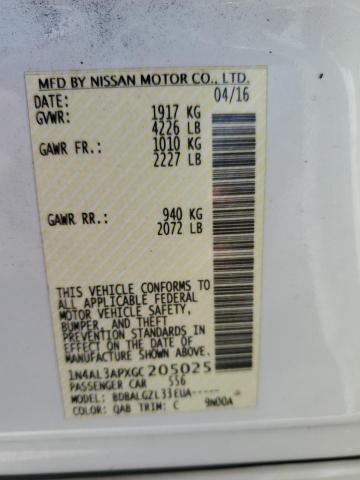 MFD BY NISSAN MOTOR CO., LTD.
DATE: 04/16
GVWR: 1917 KG
4226 LB
GAWR FR.: 1010 KG
2227 LB
GAWR RR.: 940 KG
2072 LB
THIS VEHICLE CONFORMS TO
ALL APPLICABLE FEDERAL
MOTOR VEHICLE SAFETY,
BUMPER, AND THEFT
PREVENTION STANDARDS IN
EFFECT ON THE DATE OF
MANUFACTURE SHOWN ABOVE.
1N4AL3APXGC205025
PASSENGER CAR 556
MODEL: BDBALGZL33EUA-----
COLOR: QAB TRIM: C 9N00A